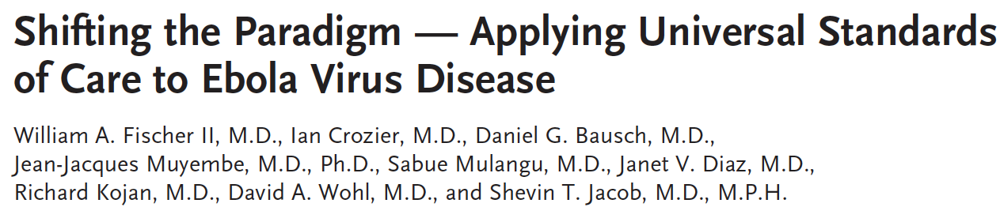 Shifting the Paradigm — Applying Universal Standards
of Care to Ebola Virus Disease
William A. Fischer II, M.D., Ian Crozier, M.D., Daniel G. Bausch, M.D.,
Jean-Jacques Muyembe, M.D., Ph.D., Sabue Mulangu, M.D., Janet V. Diaz, M.D.,
Richard Kojan, M.D., David A. Wohl, M.D., and Shevin T. Jacob, M.D., M.P.H.